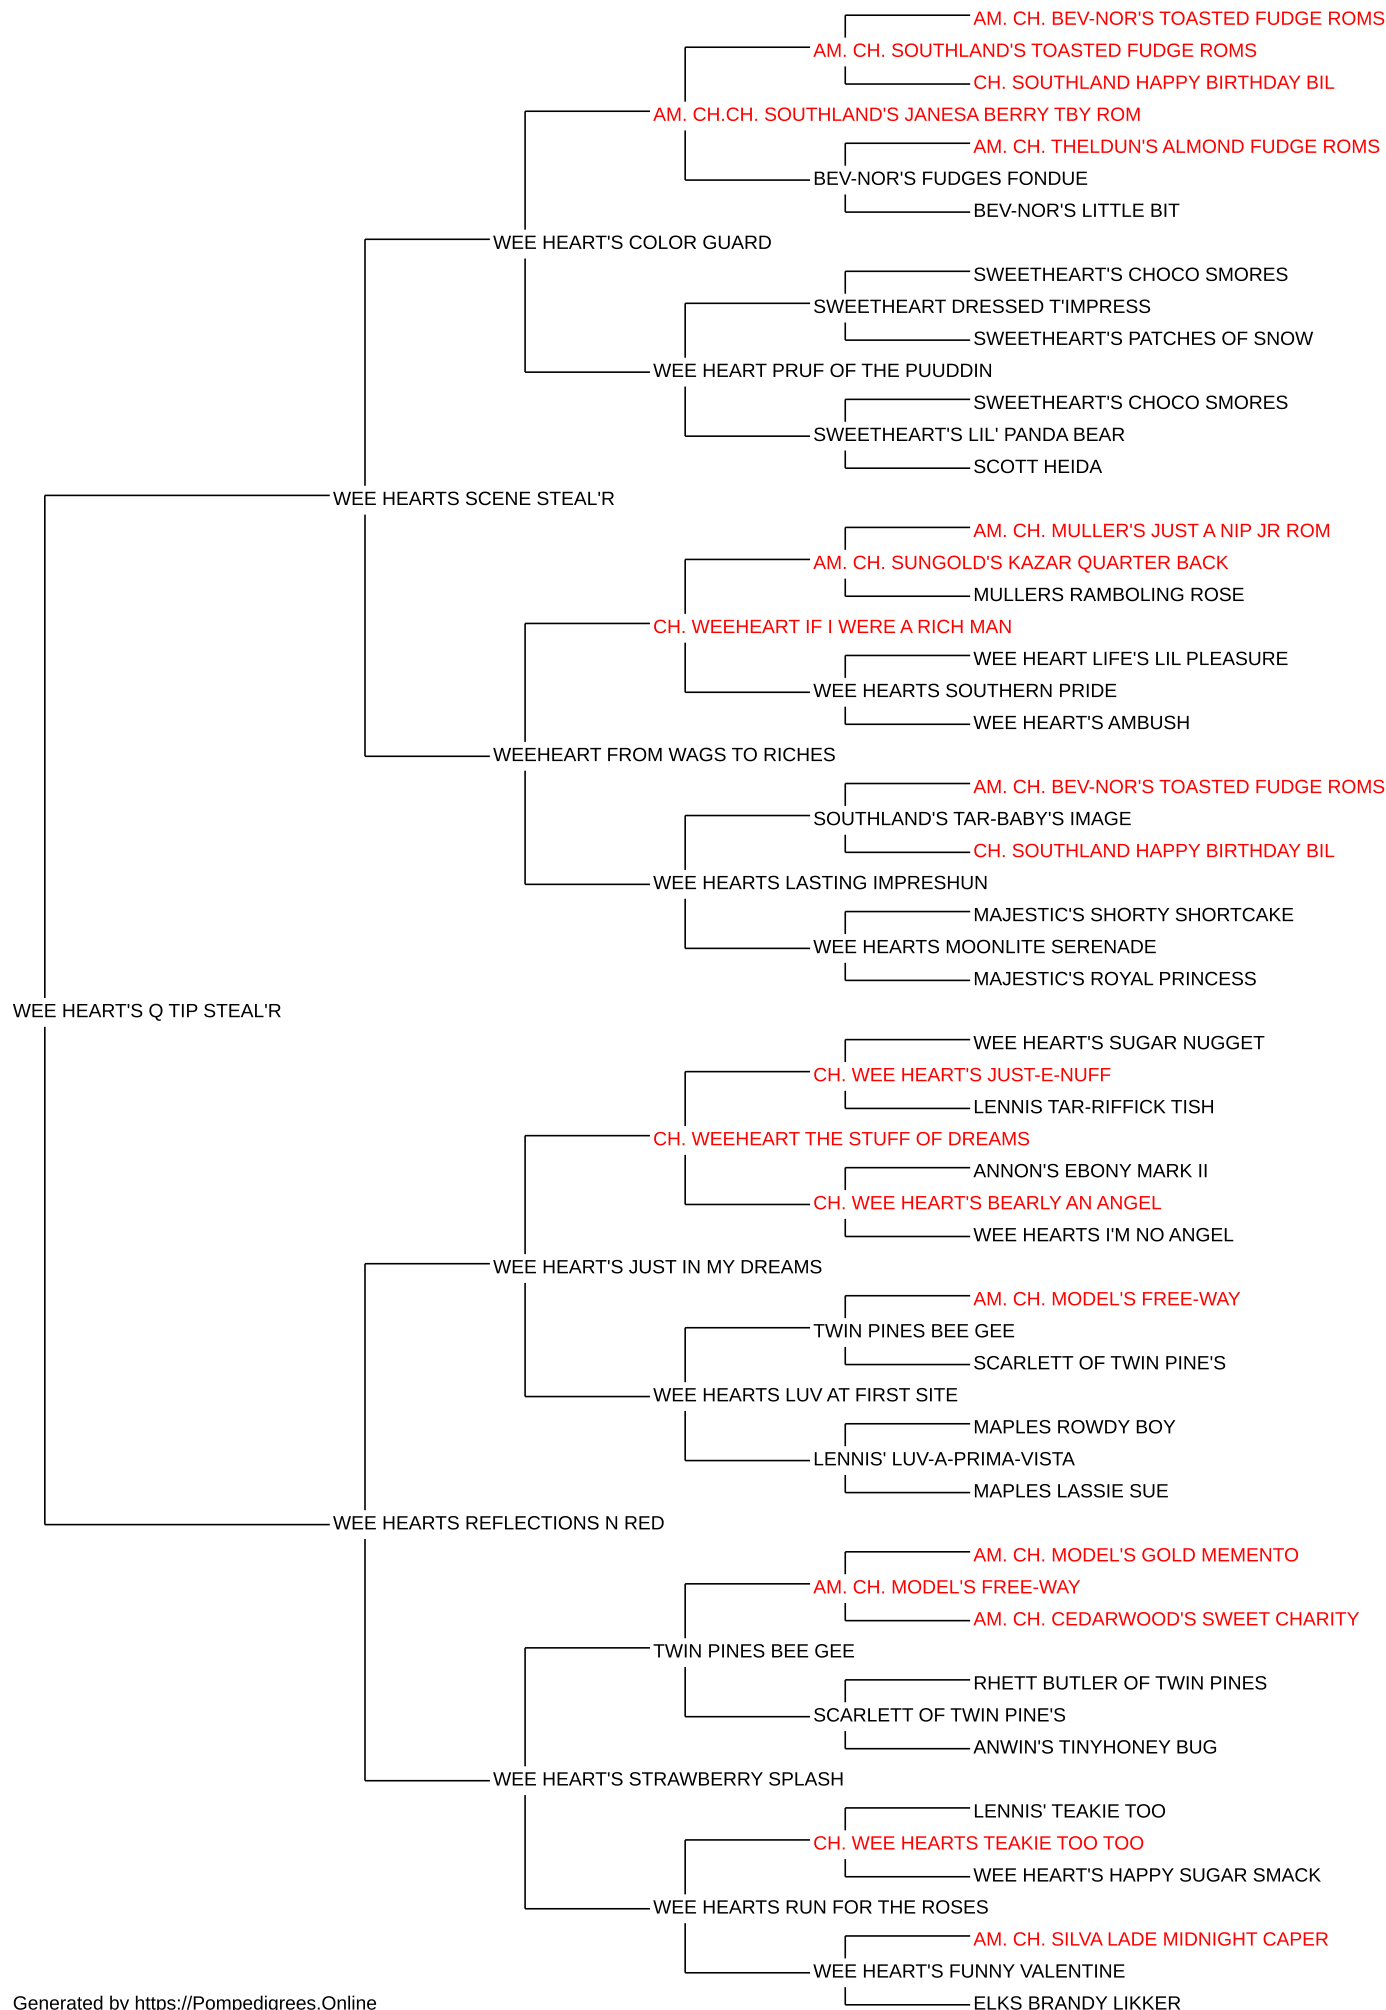 AM. CH. BEV-NOR'S TOASTED FUDGE ROMS
AM. CH. SOUTHLAND'S TOASTED FUDGE ROMS
CH. SOUTHLAND HAPPY BIRTHDAY BIL
AM. CH.CH. SOUTHLAND'S JANESA BERRY TBY ROM
AM. CH. THELDUN'S ALMOND FUDGE ROMS
BEV-NOR'S FUDGES FONDUE
BEV-NOR'S LITTLE BIT
WEE HEART'S COLOR GUARD
SWEETHEART'S CHOCO SMORES
SWEETHEART DRESSED T'IMPRESS
SWEETHEART'S PATCHES OF SNOW
WEE HEART PRUF OF THE PUUDDIN
SWEETHEART'S CHOCO SMORES
SWEETHEART'S LIL' PANDA BEAR
SCOTT HEIDA
WEE HEARTS SCENE STEAL'R
AM. CH. MULLER'S JUST A NIP JR ROM
AM. CH. SUNGOLD'S KAZAR QUARTER BACK
MULLERS RAMBOLING ROSE
CH. WEEHEART IF I WERE A RICH MAN
WEE HEART LIFE'S LIL PLEASURE
WEE HEARTS SOUTHERN PRIDE
WEE HEART'S AMBUSH
WEEHEART FROM WAGS TO RICHES
AM. CH. BEV-NOR'S TOASTED FUDGE ROMS
SOUTHLAND'S TAR-BABY'S IMAGE
CH. SOUTHLAND HAPPY BIRTHDAY BIL
WEE HEARTS LASTING IMPRESHUN
MAJESTIC'S SHORTY SHORTCAKE
WEE HEARTS MOONLITE SERENADE
MAJESTIC'S ROYAL PRINCESS
WEE HEART'S Q TIP STEAL'R
WEE HEART'S SUGAR NUGGET
CH. WEE HEART'S JUST-E-NUFF
LENNIS TAR-RIFFICK TISH
CH. WEEHEART THE STUFF OF DREAMS
ANNON'S EBONY MARK II
CH. WEE HEART'S BEARLY AN ANGEL
WEE HEARTS I'M NO ANGEL
WEE HEART'S JUST IN MY DREAMS
AM. CH. MODEL'S FREE-WAY
TWIN PINES BEE GEE
SCARLETT OF TWIN PINE'S
WEE HEARTS LUV AT FIRST SITE
MAPLES ROWDY BOY
LENNIS' LUV-A-PRIMA-VISTA
MAPLES LASSIE SUE
WEE HEARTS REFLECTIONS N RED
AM. CH. MODEL'S GOLD MEMENTO
AM. CH. MODEL'S FREE-WAY
AM. CH. CEDARWOOD'S SWEET CHARITY
TWIN PINES BEE GEE
RHETT BUTLER OF TWIN PINES
SCARLETT OF TWIN PINE'S
ANWIN'S TINYHONEY BUG
WEE HEART'S STRAWBERRY SPLASH
LENNIS' TEAKIE TOO
CH. WEE HEARTS TEAKIE TOO TOO
WEE HEART'S HAPPY SUGAR SMACK
WEE HEARTS RUN FOR THE ROSES
AM. CH. SILVA LADE MIDNIGHT CAPER
WEE HEART'S FUNNY VALENTINE
ELKS BRANDY LIKKER
Generated by https://Pompedigrees.Online